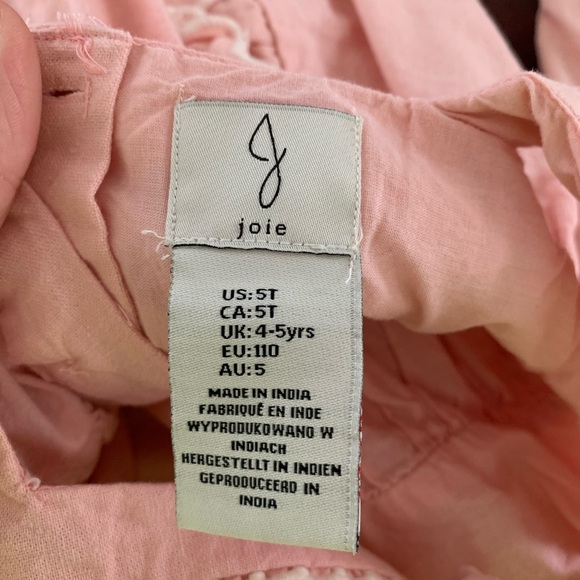 J
joie
US:5T
CA:5T
UK:4-5yrs
EU:110
AU:5
MADE IN INDIA
FABRIQUÉ EN INDE
WYPRODUKOWANO W
INDIACH
HERGESTELLT IN INDIEN
GEPRODUCEERD IN
INDIA